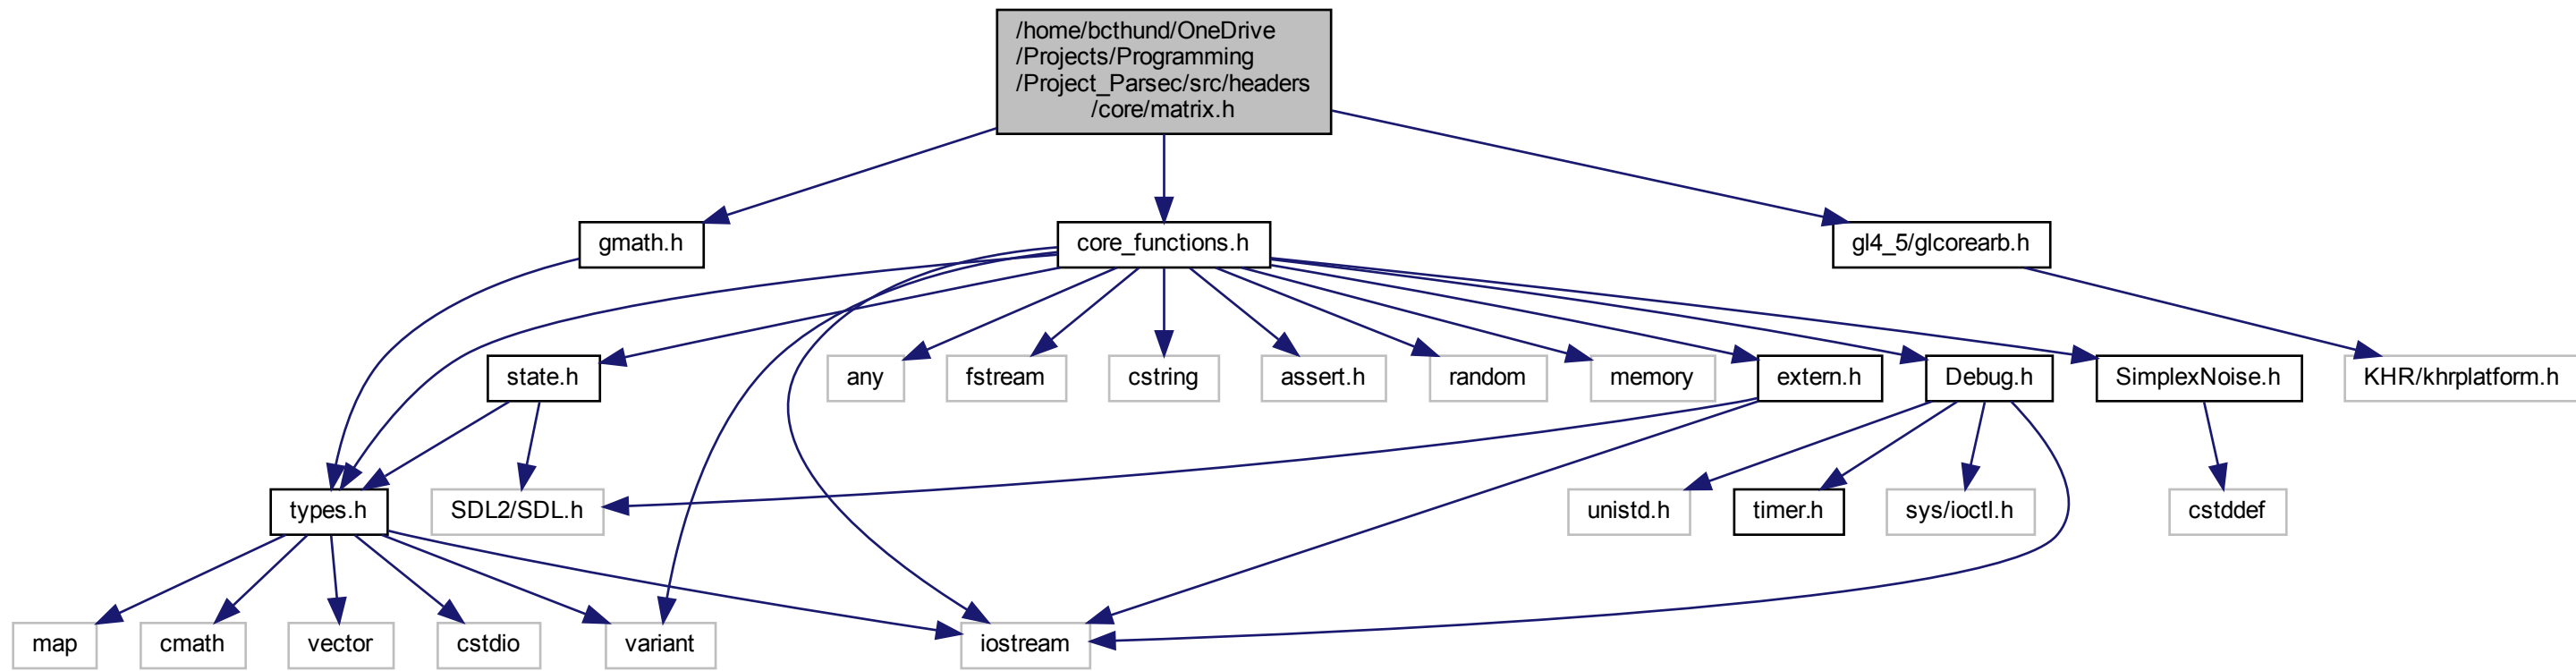 /home/bcthund/OneDrive
/Projects/Programming
/Project_Parsec/src/headers
/core/matrix.h
gmath.h
core_functions.h
gl4_5/glcorearb.h
state.h
any
fstream
cstring
assert.h
random
memory
extern.h
Debug.h
SimplexNoise.h
KHR/khrplatform.h
types.h
SDL2/SDL.h
unistd.h
timer.h
sys/ioctl.h
cstddef
map
cmath
vector
cstdio
variant
iostream